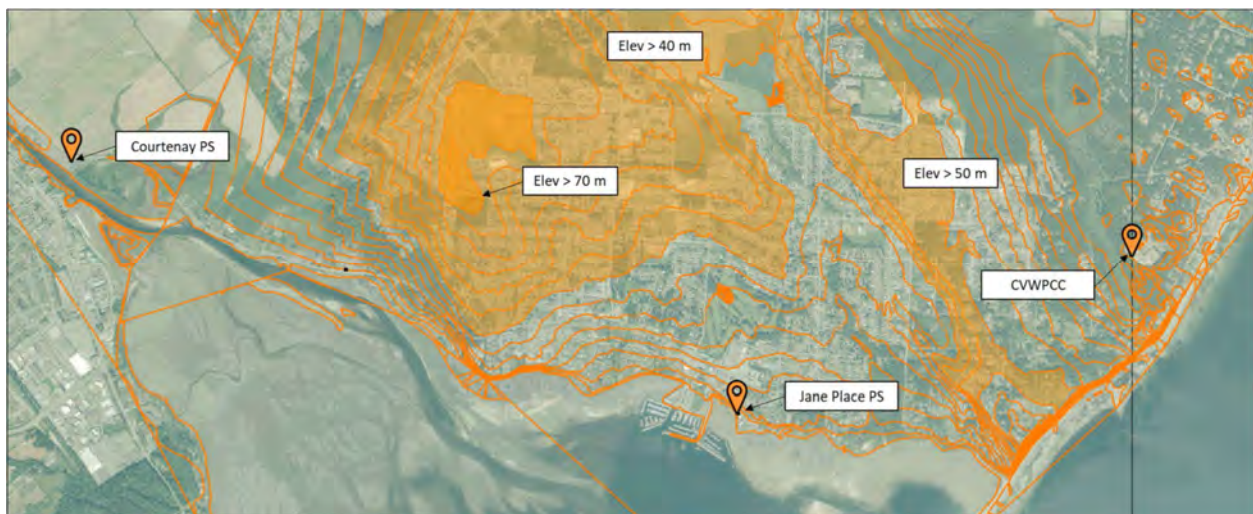 Elev > 40 m
Courtenay PS
Elev > 70 m
Elev > 50 m
CVWPCC
Jane Place PS